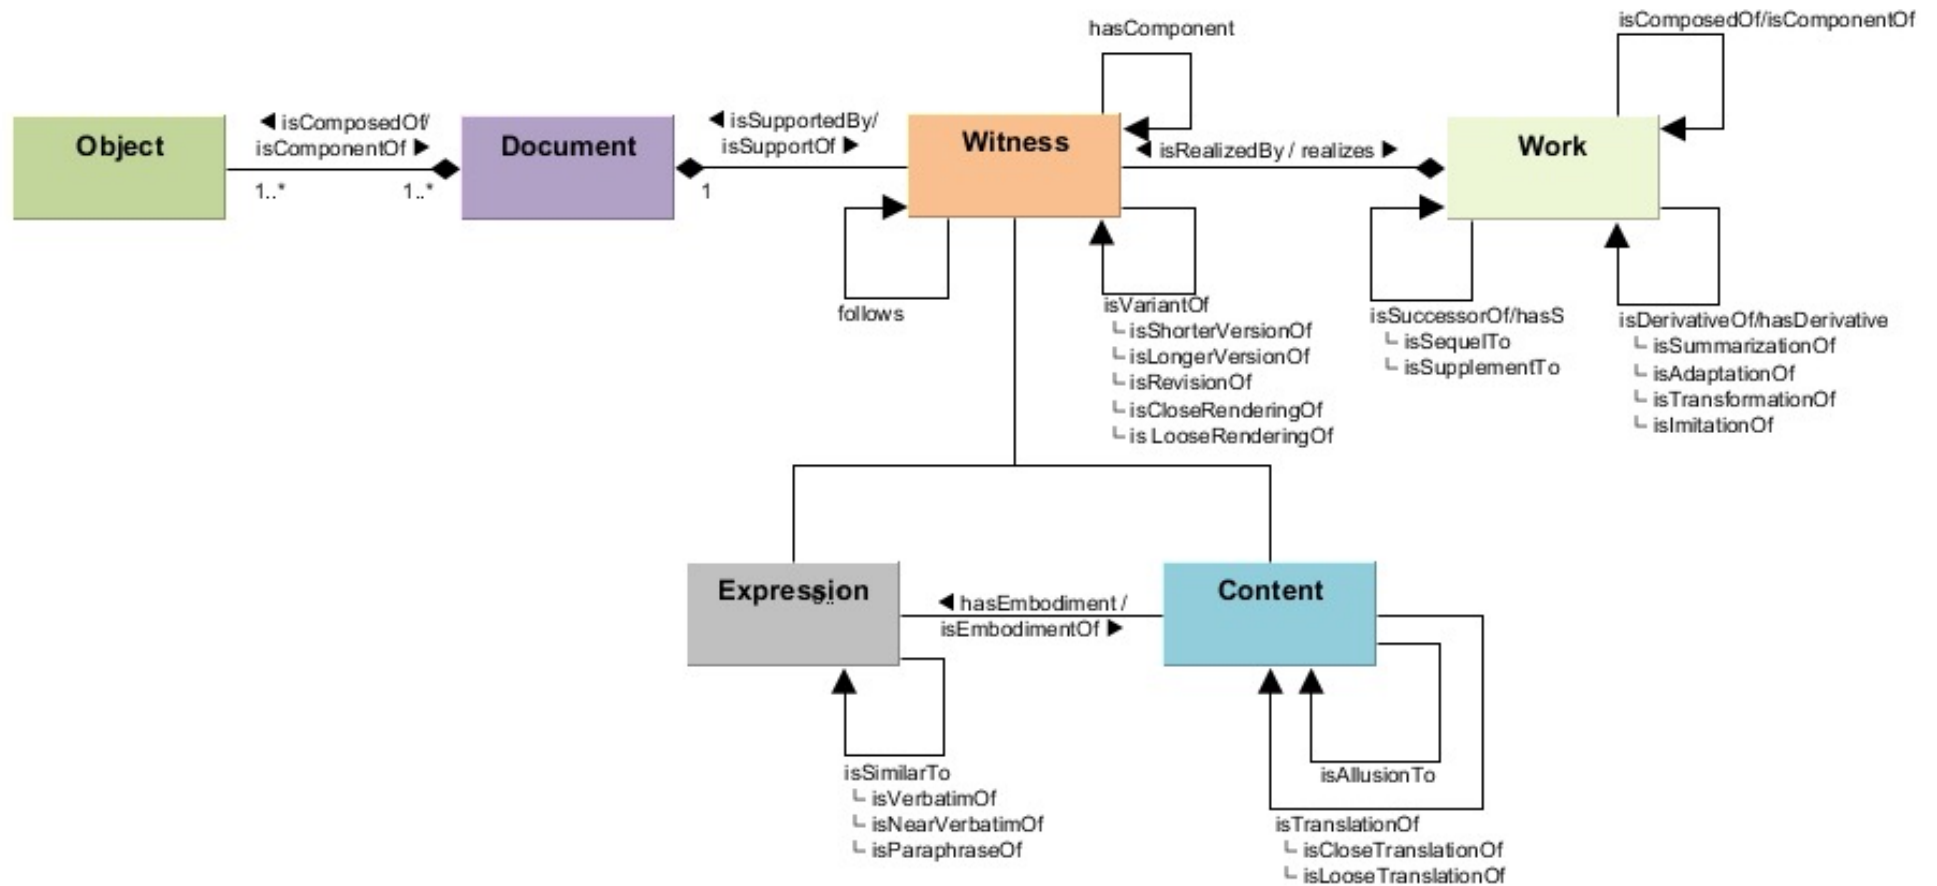 hasComponent
isComposedOf/isComponentOf
Object
◄ isComposedOf/
isComponentOf ►
1..*
1..*
Document
◄ isSupportedBy/
isSupportOf ►
1
Witness
◄ isRealizedBy / realizes ►
Work
follows
isVariantOf
isShorterVersionOf
isLongerVersionOf
isRevisionOf
isCloseRenderingOf
is LooseRenderingOf
isSuccessorOf/hasS
isSequelTo
isSupplementTo
isDerivativeOf/hasDerivative
isSummarizationOf
isAdaptationOf
isTransformationOf
isImitationOf
Expression
◄ hasEmbodiment /
isEmbodimentOf ►
Content
isSimilarTo
isVerbatimOf
isNearVerbatimOf
isParaphraseOf
isAllusionTo
isTranslationOf
isCloseTranslationOf
isLooseTranslationOf